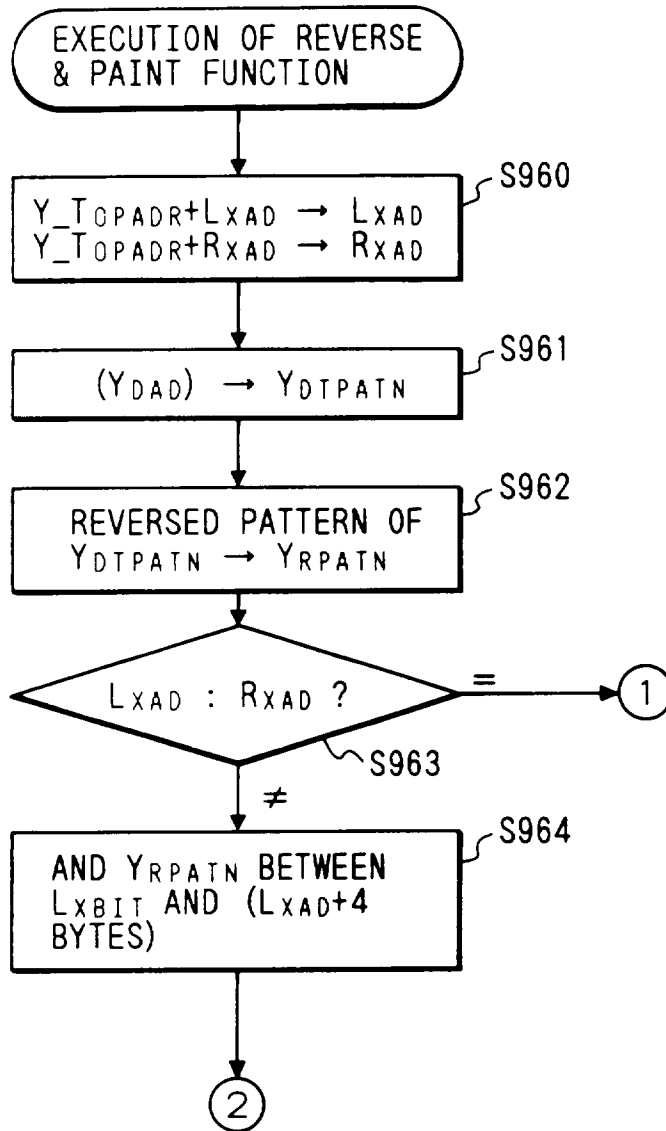 EXECUTION OF REVERSE
& PAINT FUNCTION
S960
Y_TOPADR+LXAD → LXAD
Y_TOPADR+RXAD → RXAD
S961
(YDAD) → YDTPATN
S962
REVERSED PATTERN OF
YDTPATN → YRPATN
LXAD : RXAD ?
=
1
S963
≠
S964
AND YRPATN BETWEEN
LXBIT AND (LXAD+4
BYTES)
2